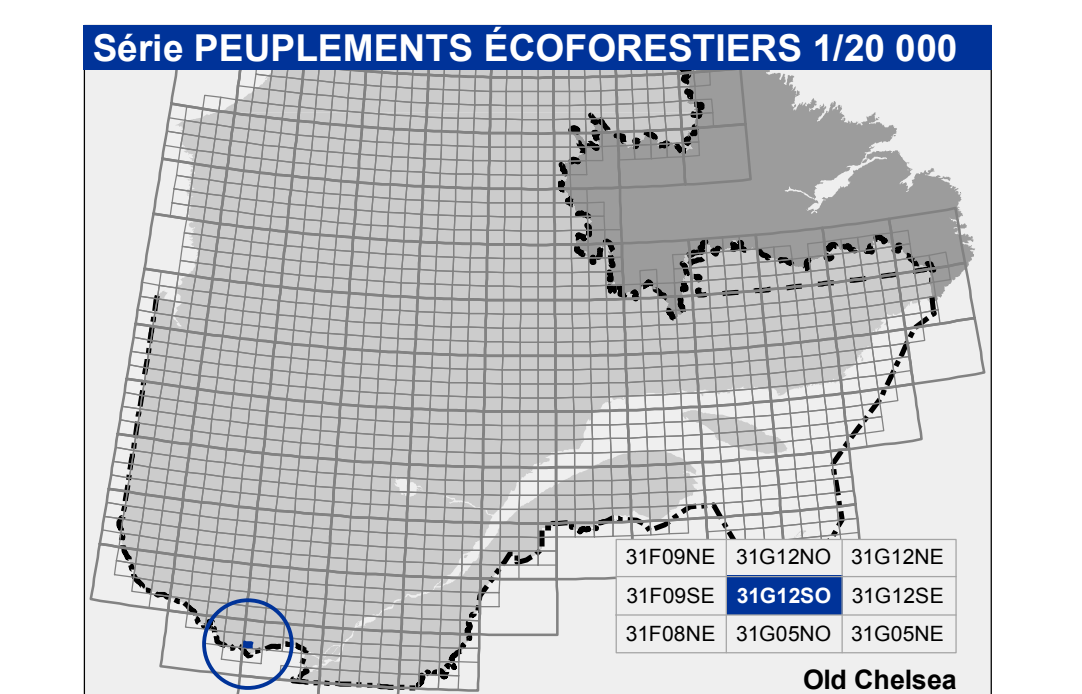 Série PEUPLEMENTS ÉCOFORESTIERS 1/20 000
31F09NE 31G12NO 31G12NE
31F09SE 31G12SO 31G12SE
31F08NE 31G05NO 31G05NE
Old Chelsea